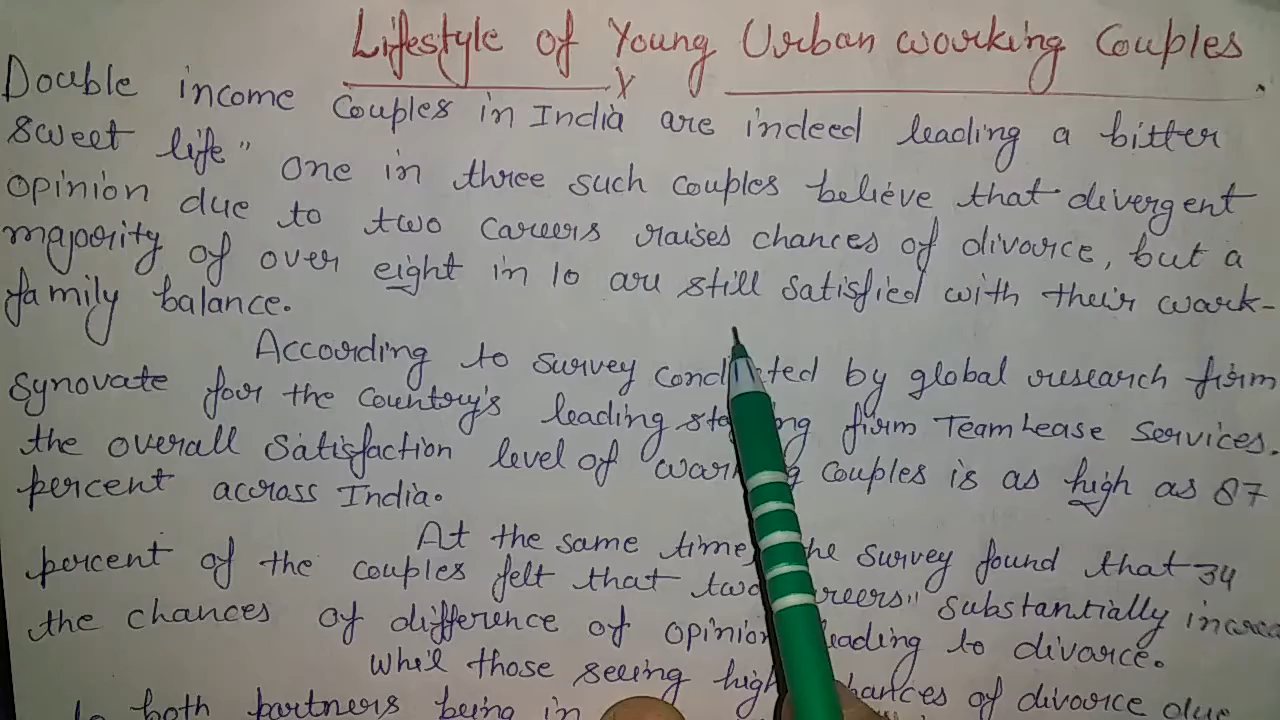 Lifestyle of Young Urban working Couples
Double income Couples in India are indeed leading a bitter
sweet life" one in three such couples believe that divergent
opinion due to two careers raises chances of divorce, but a
majority of over eight in 10 are still satisfied with their work-
family balance.
According to survey conducted by global research firm
synovate for the Country's leading staffing firm TeamLease Services.
the overall Satisfaction level of working couples is as high as 87
percent across India.
At the same time, the survey found that 34
percent of the couples felt that two careers" substantially
the chances of difference of opinion leading to divorce.
Whil those seeing high chances of divorce due
to both partners being in